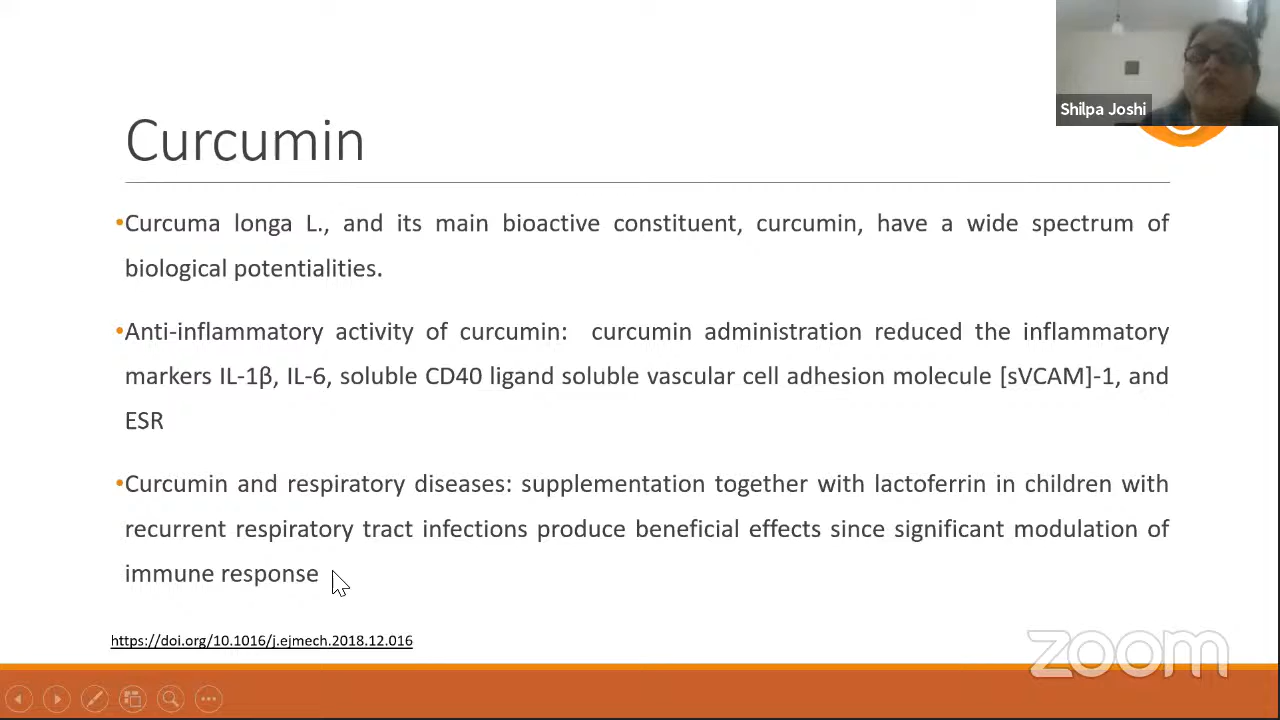 Shilpa Joshi
Curcumin
•Curcuma longa L., and its main bioactive constituent, curcumin, have a wide spectrum of
biological potentialities.
•Anti-inflammatory activity of curcumin: curcumin administration reduced the inflammatory
markers IL-1β, IL-6, soluble CD40 ligand soluble vascular cell adhesion molecule [sVCAM]-1, and
ESR
•Curcumin and respiratory diseases: supplementation together with lactoferrin in children with
recurrent respiratory tract infections produce beneficial effects since significant modulation of
immune response
https://doi.org/10.1016/j.ejmech.2018.12.016
zoom